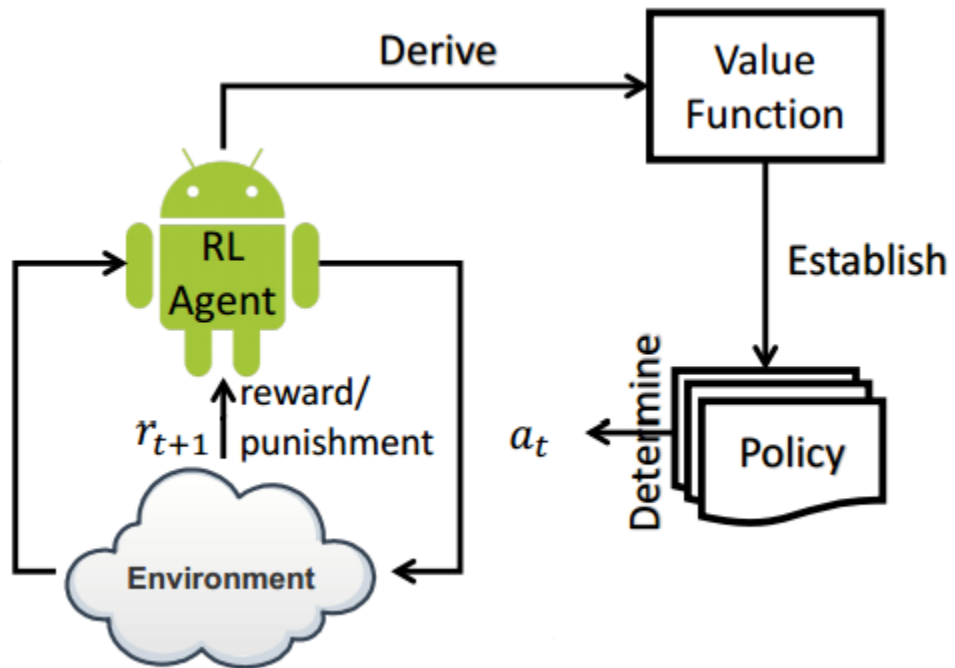 Derive
Value
Function
RL
Agent
Establish
reward/
punishment
r_{t+1}
a_t
Determine
Policy
Environment